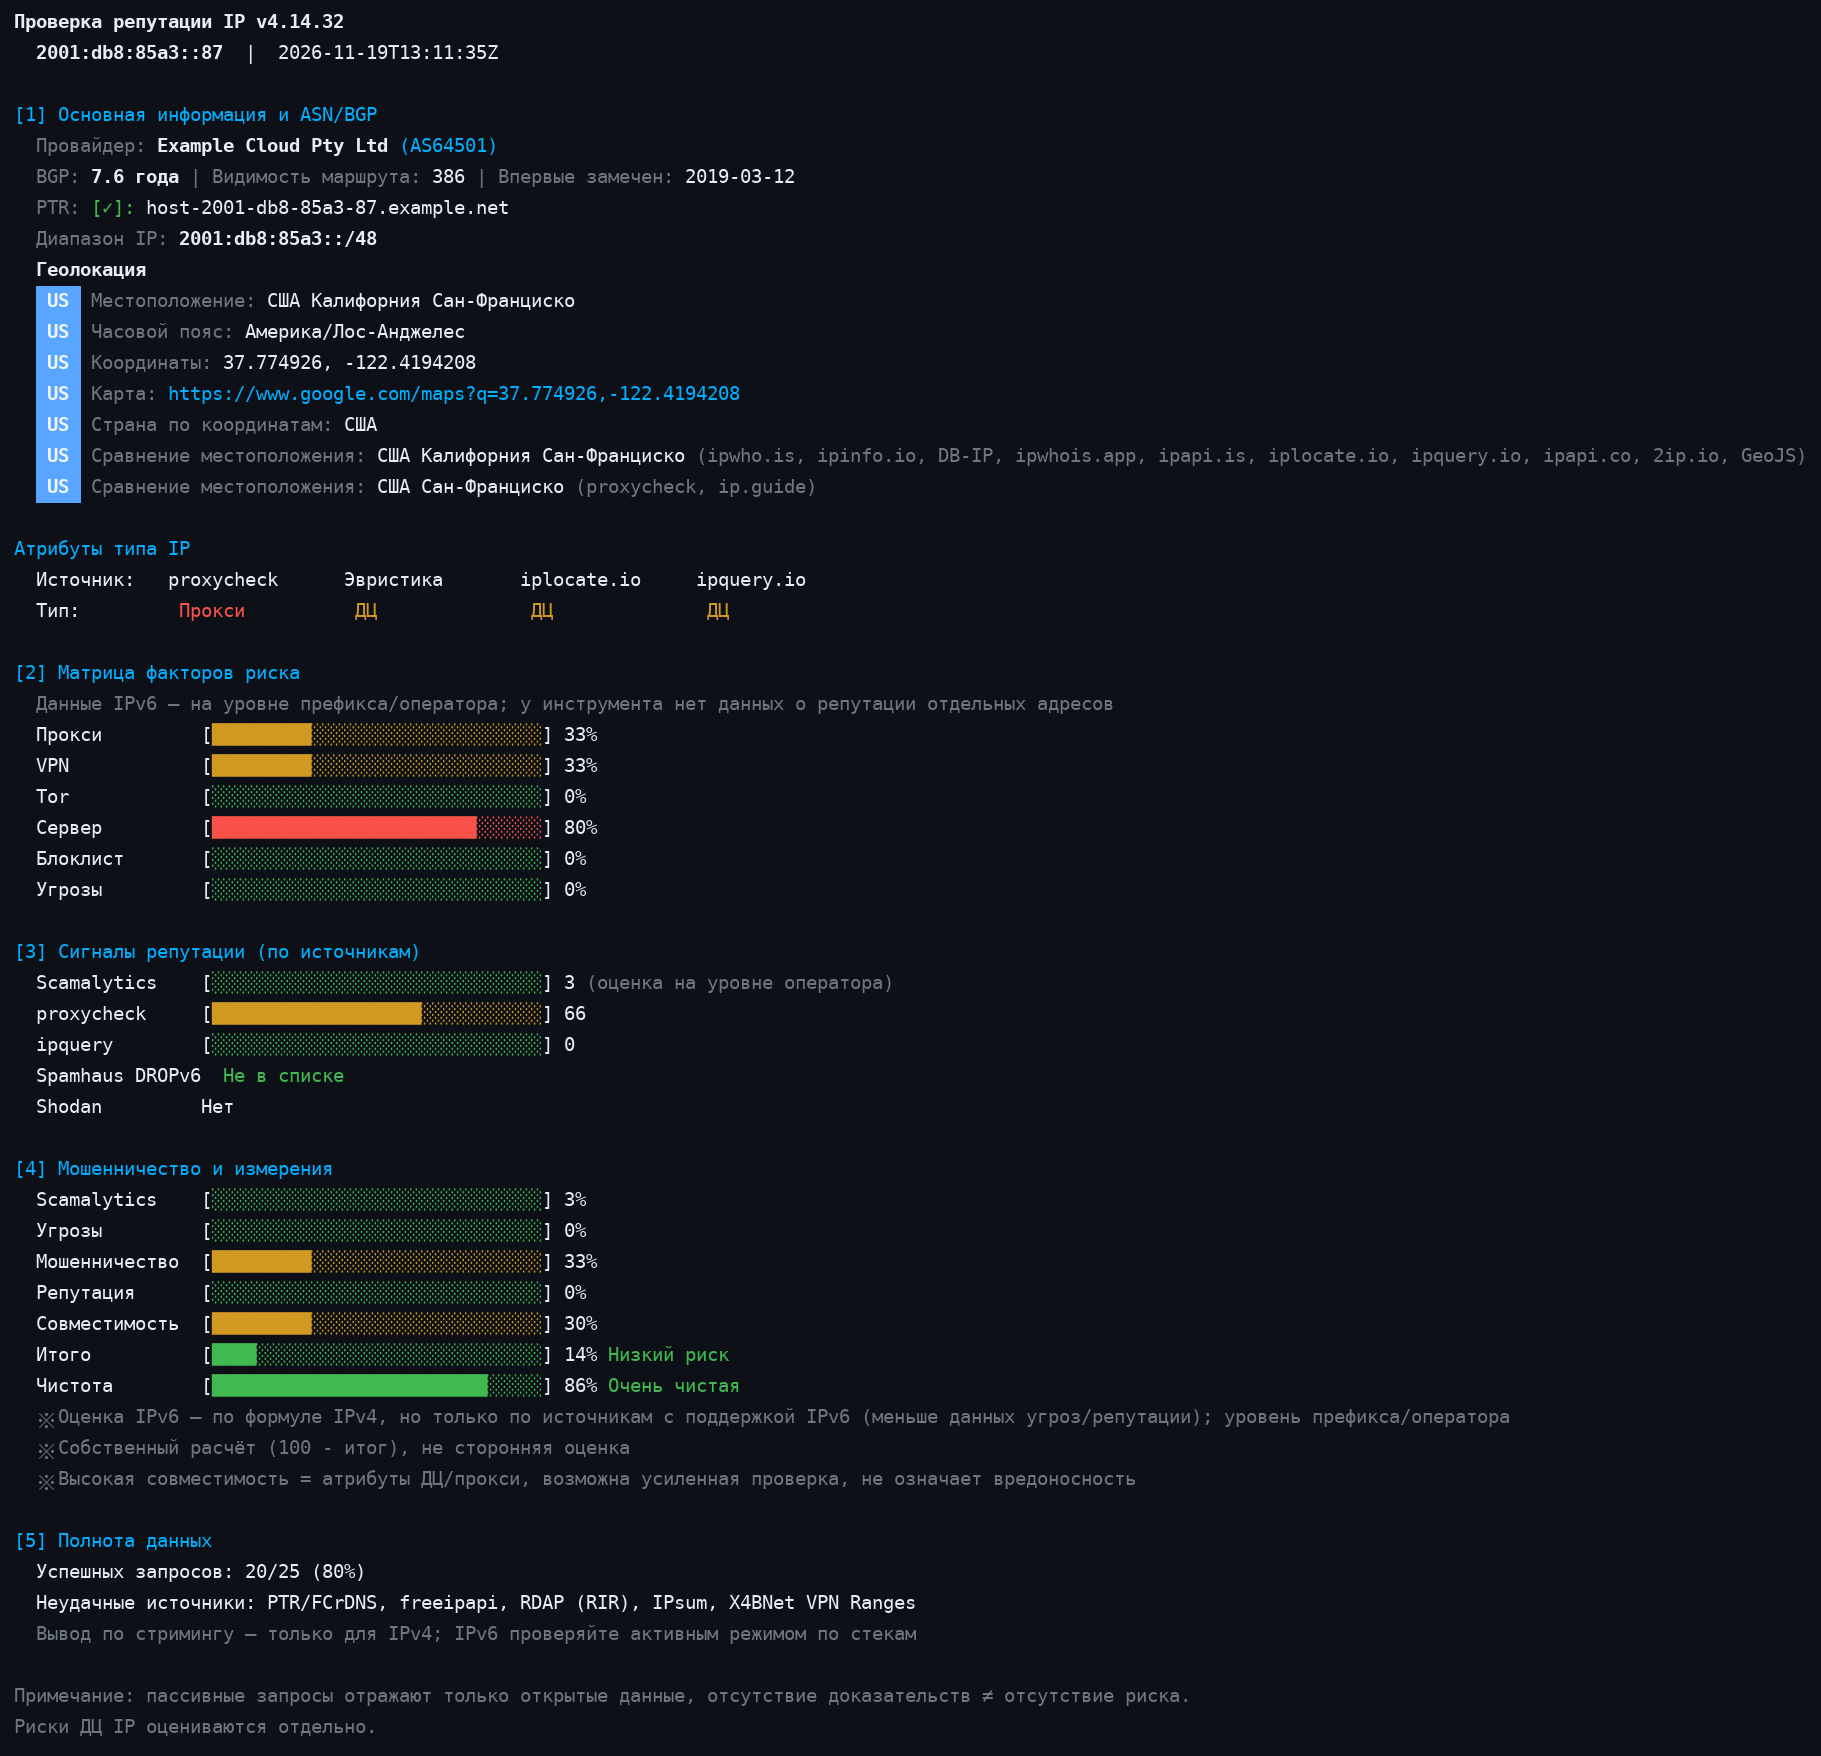 Проверка репутации IP v4.14.32
2001:db8:85a3::87 | 2026-11-19T13:11:35Z
[1] Основная информация и ASN/BGP
Провайдер: Example Cloud Pty Ltd (AS64501)
BGP: 7.6 года | Видимость маршрута: 386 | Впервые замечен: 2019-03-12
PTR: [✓]: host-2001-db8-85a3-87.example.net
Диапазон IP: 2001:db8:85a3::/48
Геолокация
US Местоположение: США Калифорния Сан-Франциско
US Часовой пояс: Америка/Лос-Анджелес
US Координаты: 37.774926, -122.4194208
US Карта: https://www.google.com/maps?q=37.774926,-122.4194208
US Страна по координатам: США
US Сравнение местоположения: США Калифорния Сан-Франциско (ipwho.is, ipinfo.io, DB-IP, ipwhois.app, ipapi.is, iplocate.io, ipquery.io, ipapi.co, 2ip.io, GeoJS)
US Сравнение местоположения: США Сан-Франциско (proxycheck, ip.guide)
Атрибуты типа IP
Источник: proxycheck Эвристика iplocate.io ipquery.io
Тип: Прокси ДЦ ДЦ ДЦ
[2] Матрица факторов риска
Данные IPv6 — на уровне префикса/оператора; у инструмента нет данных о репутации отдельных адресов
Прокси [] 33%
VPN [] 33%
Tor [] 0%
Сервер [] 80%
Блоклист [] 0%
Угрозы [] 0%
[3] Сигналы репутации (по источникам)
Scamalytics [] 3 (оценка на уровне оператора)
proxycheck [] 66
ipquery [] 0
Spamhaus DROPv6 Не в списке
Shodan Нет
[4] Мошенничество и измерения
Scamalytics [] 3%
Угрозы [] 0%
Мошенничество [] 33%
Репутация [] 0%
Совместимость [] 30%
Итого [] 14% Низкий риск
Чистота [] 86% Очень чистая
※Оценка IPv6 — по формуле IPv4, но только по источникам с поддержкой IPv6 (меньше данных угроз/репутации); уровень префикса/оператора
※Собственный расчёт (100 - итог), не сторонняя оценка
※Высокая совместимость = атрибуты ДЦ/прокси, возможна усиленная проверка, не означает вредоносность
[5] Полнота данных
Успешных запросов: 20/25 (80%)
Неудачные источники: PTR/FCrDNS, freeipapi, RDAP (RIR), IPsum, X4BNet VPN Ranges
Вывод по стримингу — только для IPv4; IPv6 проверяйте активным режимом по стекам
Примечание: пассивные запросы отражают только открытые данные, отсутствие доказательств ≠ отсутствие риска.
Риски ДЦ IP оцениваются отдельно.